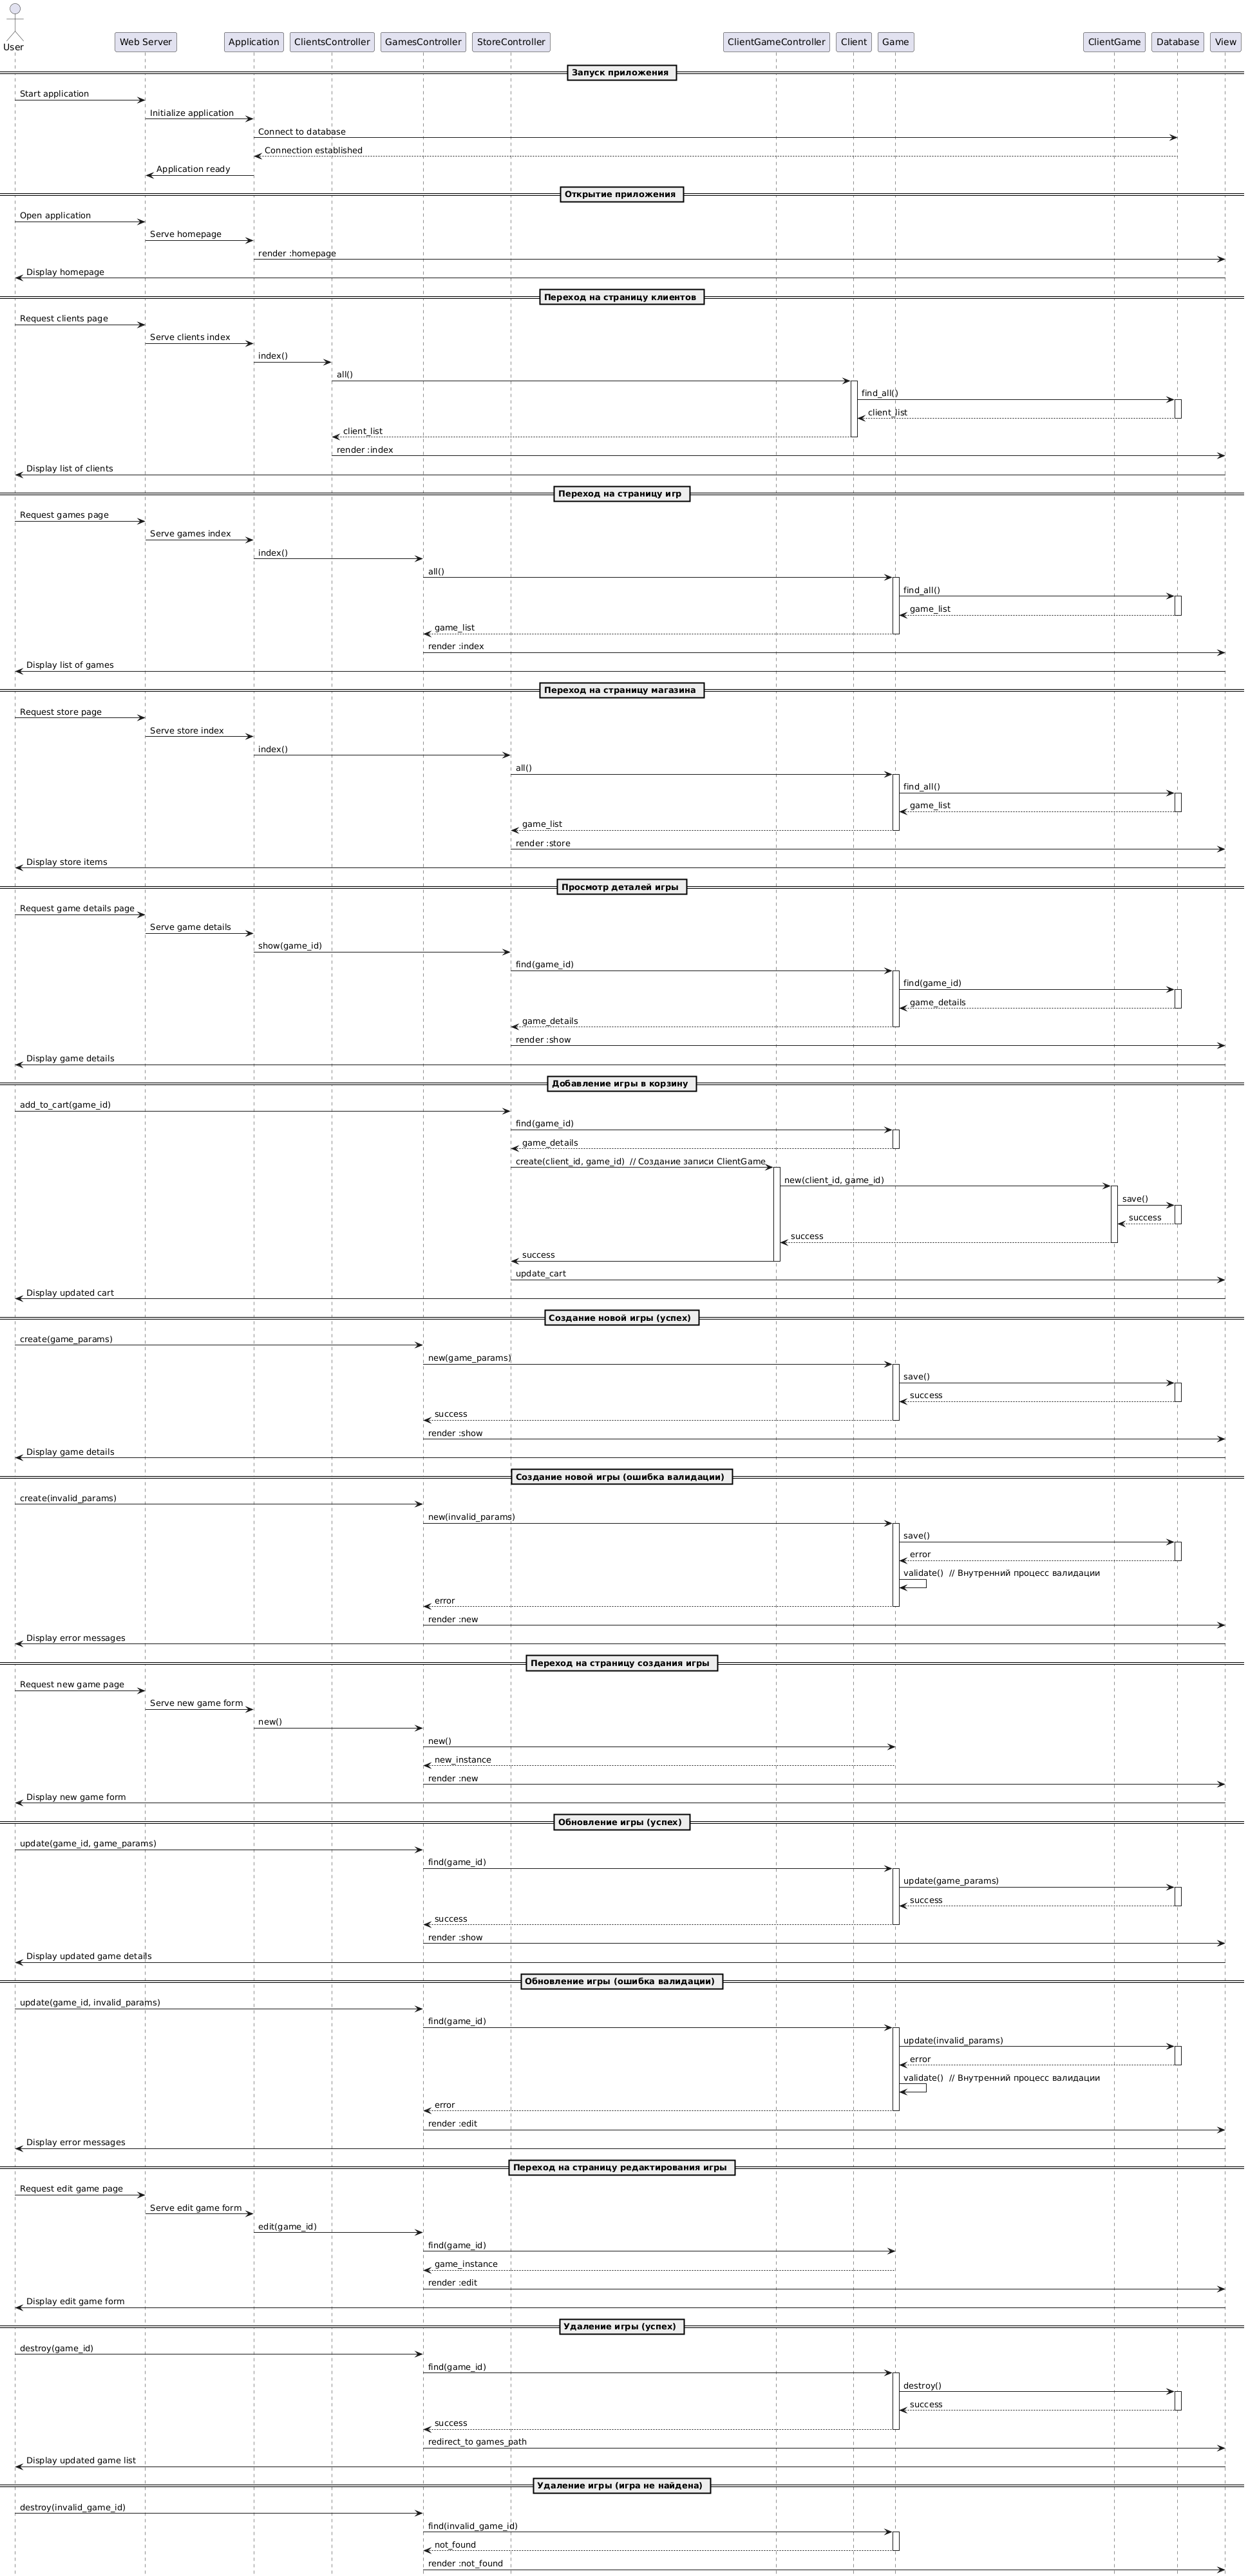 User
Web Server
Application
ClientsController
GamesController
StoreController
ClientGameController
Client
Game
ClientGame
Database
View
Запуск приложения
Start application
Initialize application
Connect to database
Connection established
Application ready
Открытие приложения
Open application
Serve homepage
render :homepage
Display homepage
Переход на страницу клиентов
Request clients page
Serve clients index
index()
all()
find_all()
client_list
client_list
render :index
Display list of clients
Переход на страницу игр
Request games page
Serve games index
index()
all()
find_all()
game_list
game_list
render :index
Display list of games
Переход на страницу магазина
Request store page
Serve store index
index()
all()
find_all()
game_list
game_list
render :store
Display store items
Просмотр деталей игры
Request game details page
Serve game details
show(game_id)
find(game_id)
find(game_id)
game_details
game_details
render :show
Display game details
Добавление игры в корзину
add_to_cart(game_id)
find(game_id)
game_details
create(client_id, game_id) // Создание записи ClientGame
new(client_id, game_id)
save()
success
success
success
update_cart
Display updated cart
Создание новой игры (успех)
create(game_params)
new(game_params)
save()
success
success
render :show
Display game details
Создание новой игры (ошибка валидации)
create(invalid_params)
new(invalid_params)
save()
error
validate() // Внутренний процесс валидации
error
render :new
Display error messages
Переход на страницу создания игры
Request new game page
Serve new game form
new()
new()
new_instance
render :new
Display new game form
Обновление игры (успех)
update(game_id, game_params)
find(game_id)
update(game_params)
success
success
render :show
Display updated game details
Обновление игры (ошибка валидации)
update(game_id, invalid_params)
find(game_id)
update(invalid_params)
error
validate() // Внутренний процесс валидации
error
render :edit
Display error messages
Переход на страницу редактирования игры
Request edit game page
Serve edit game form
edit(game_id)
find(game_id)
game_instance
render :edit
Display edit game form
Удаление игры (успех)
destroy(game_id)
find(game_id)
destroy()
success
success
redirect_to games_path
Display updated game list
Удаление игры (игра не найдена)
destroy(invalid_game_id)
find(invalid_game_id)
not_found
render :not_found